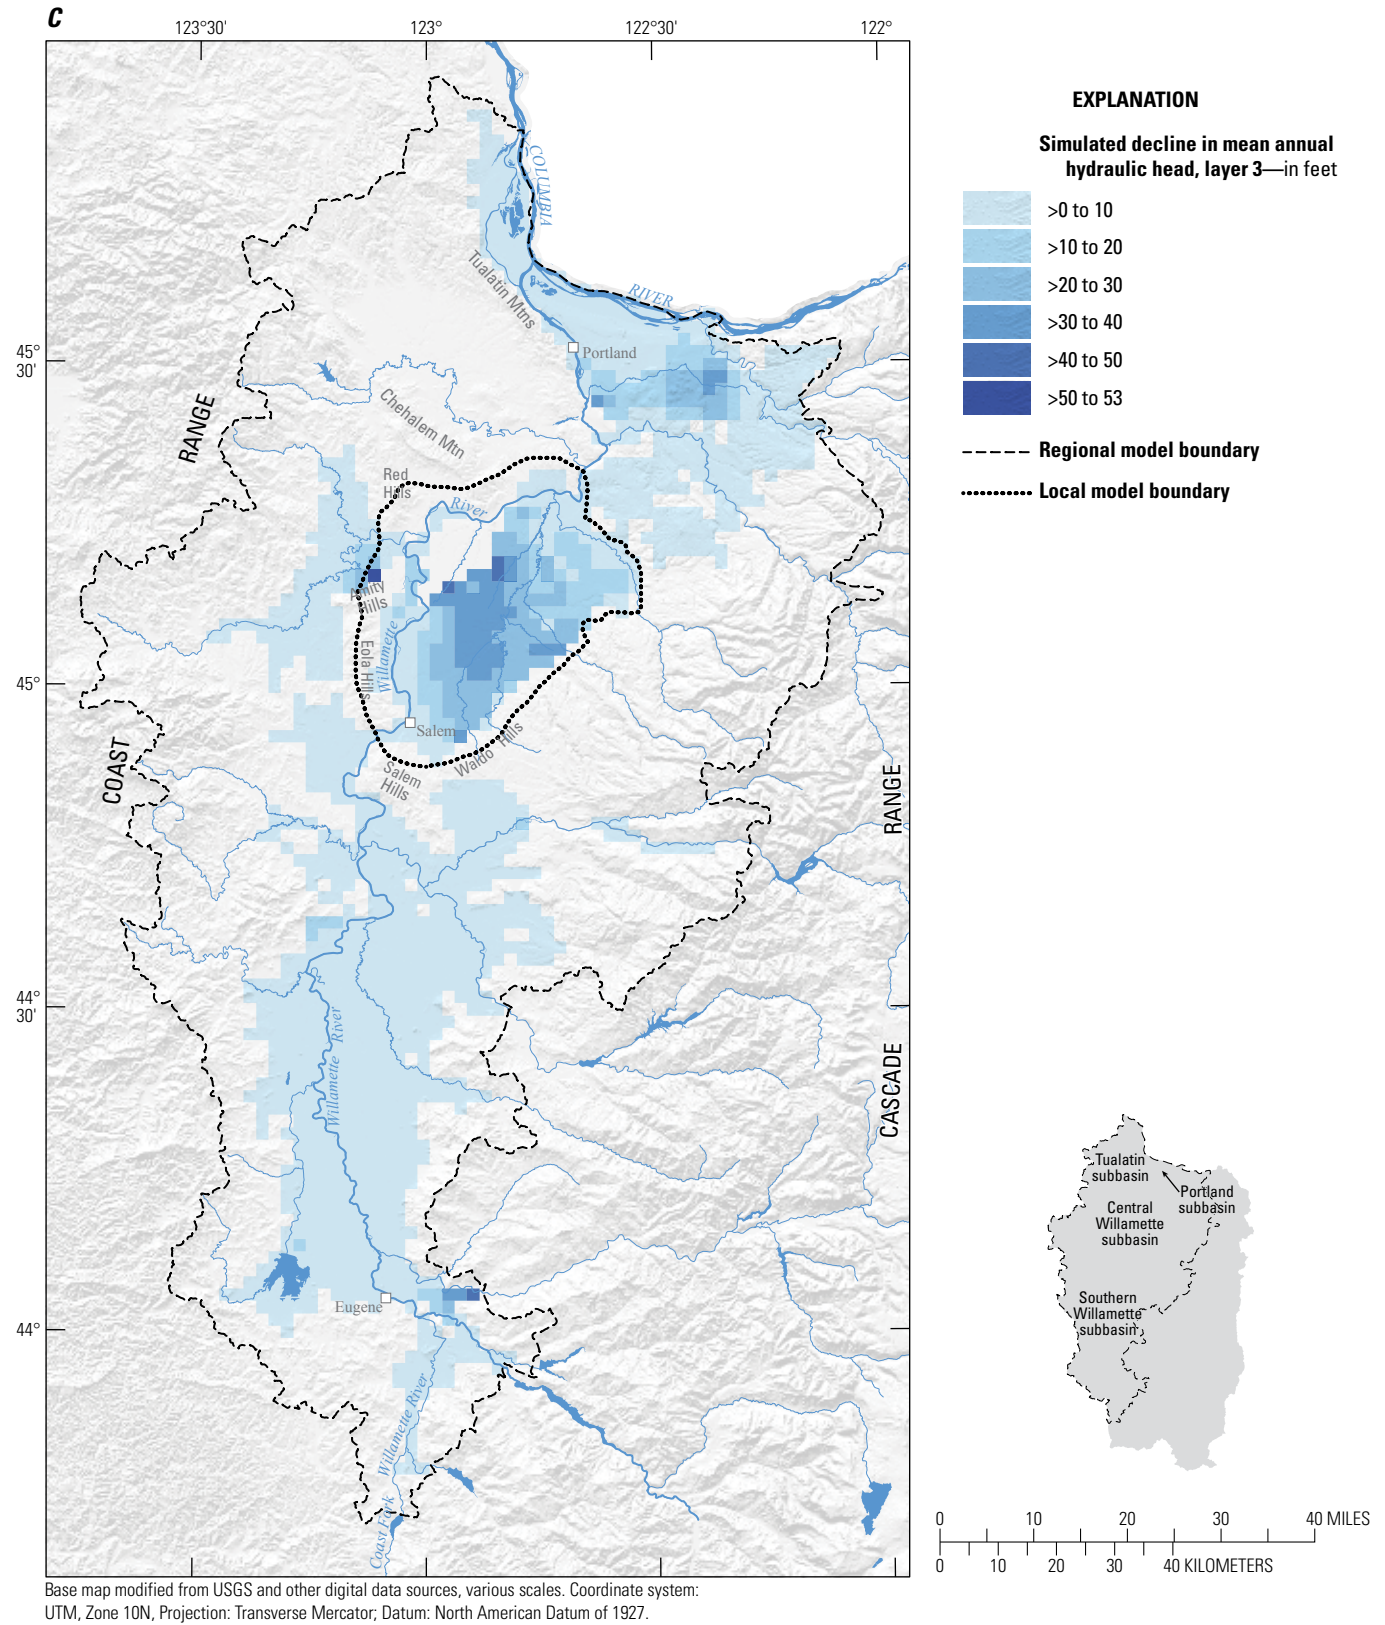 C
123°30'
123°
122°30'
122°
45°
30'
45°
44°
30'
44°
COLUMBIA
RIVER
Tualatin Mtns
Portland
Chehalem Mtn
RANGE
Red
Hills
River
Amity
Hills
Eola Hills
Willamette
Salem
Waldo Hills
Salem
Hills
COAST
RANGE
CASCADE
Willamette River
Eugene
Coast Fork Willamette River
EXPLANATION
Simulated decline in mean annual
hydraulic head, layer 3—in feet
>0 to 10
>10 to 20
>20 to 30
>30 to 40
>40 to 50
>50 to 53
Regional model boundary
Local model boundary
Tualatin
subbasin
Portland
subbasin
Central
Willamette
subbasin
Southern
Willamette
subbasin
0 10 20 30 40 MILES
0 10 20 30 40 KILOMETERS
Base map modified from USGS and other digital data sources, various scales. Coordinate system:
UTM, Zone 10N, Projection: Transverse Mercator; Datum: North American Datum of 1927.